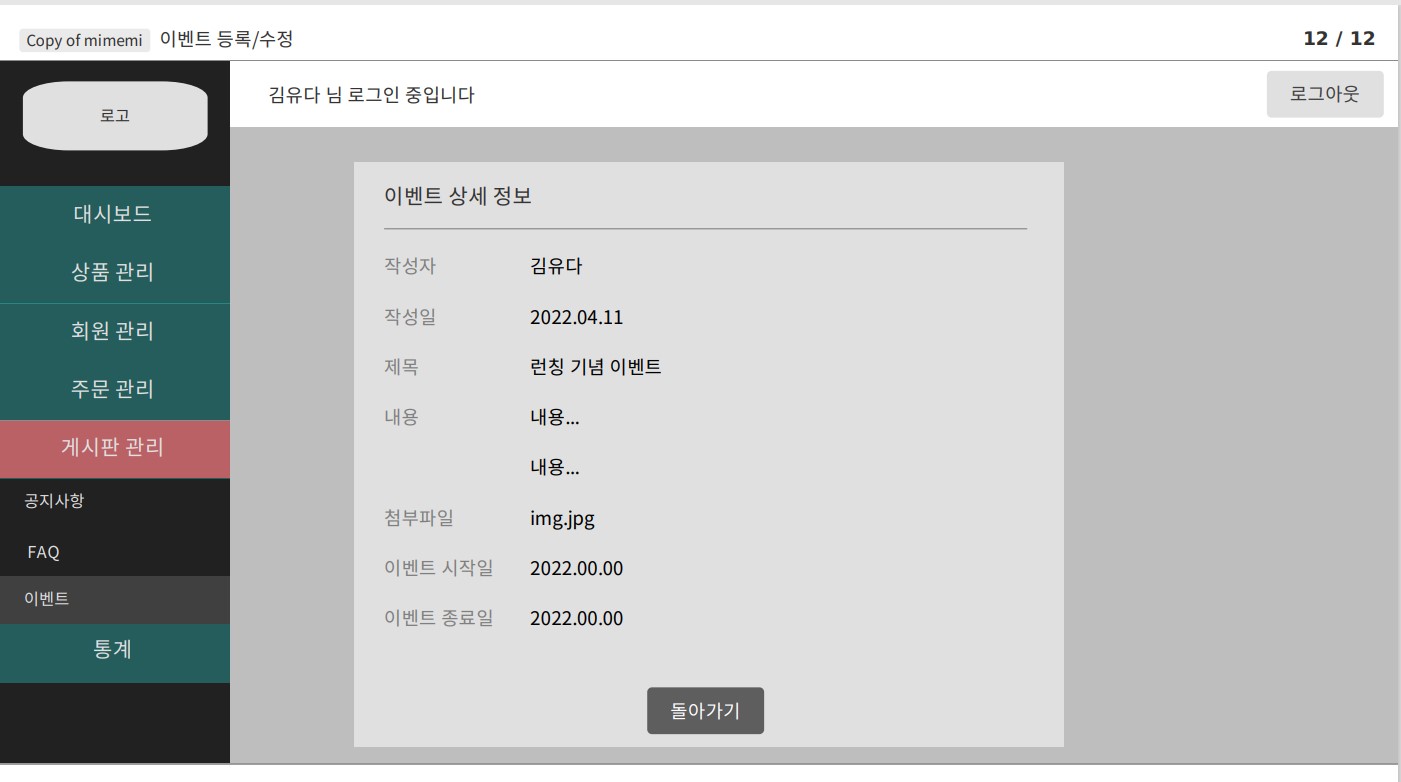 Copy of mimemi 이벤트 등록/수정 12 / 12
로고
김유다 님 로그인 중입니다
로그아웃
대시보드
상품 관리
회원 관리
주문 관리
게시판 관리
공지사항
FAQ
이벤트
통계
이벤트 상세 정보
작성자 김유다
작성일 2022.04.11
제목 런칭 기념 이벤트
내용 내용...
내용...
첨부파일 img.jpg
이벤트 시작일 2022.00.00
이벤트 종료일 2022.00.00
돌아가기